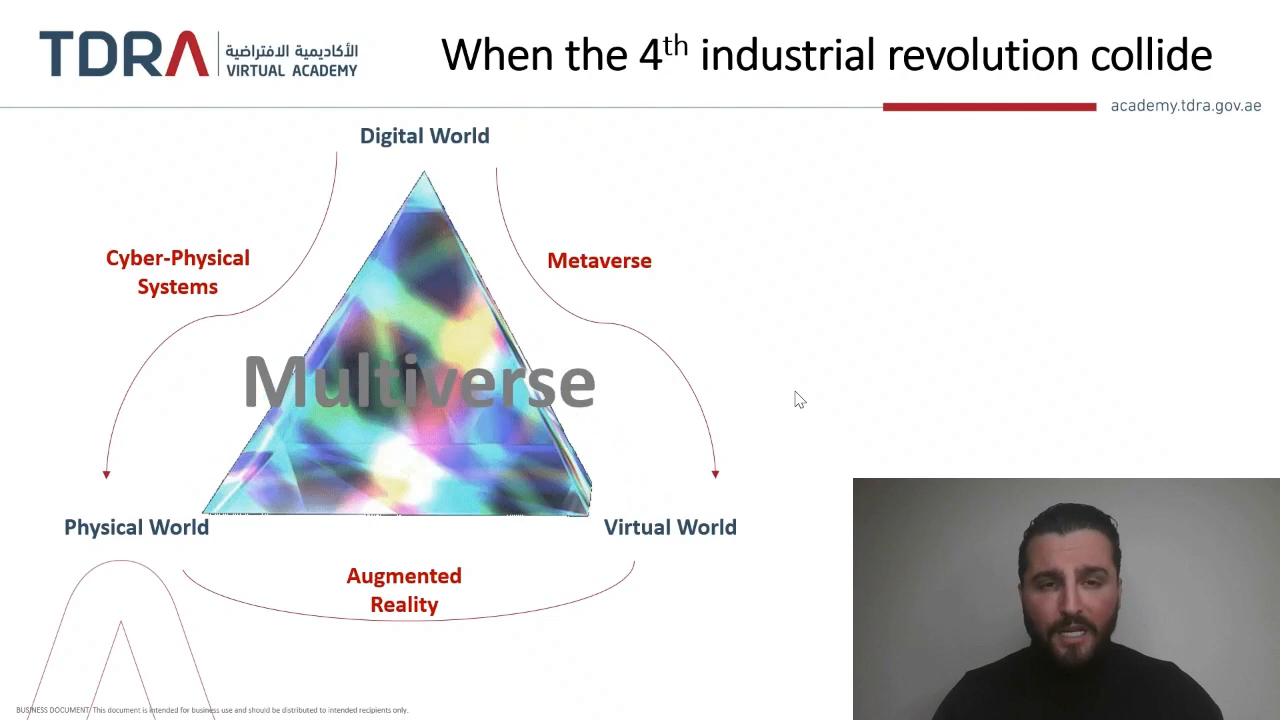 TDRA
الأكاديمية الافتراضية
VIRTUAL ACADEMY
When the 4th industrial revolution collide
academy.tdra.gov.ae
Digital World
Cyber-Physical
Systems
Metaverse
Multiverse
Physical World
Virtual World
Augmented
Reality
BUSINESS DOCUMENT: This document is intended for business use and should be distributed to intended recipients only.